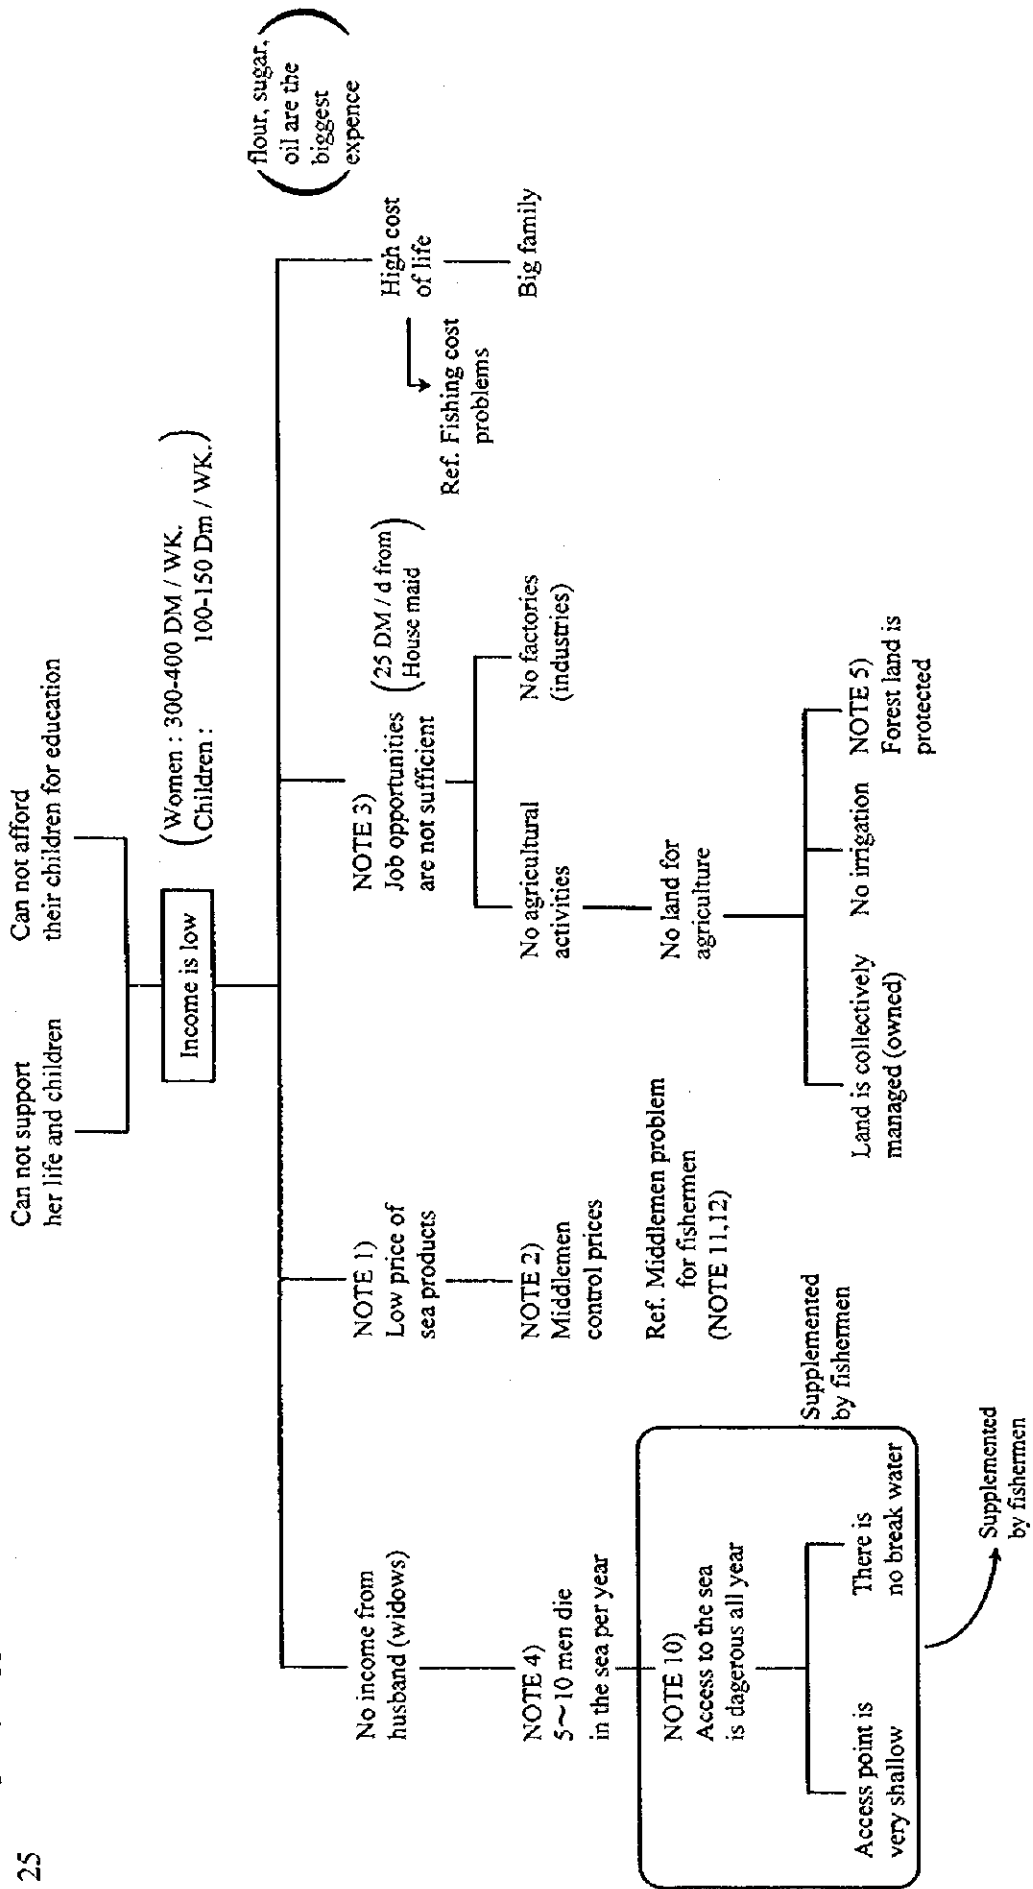 25
Can not support
her life and children
Can not afford
their children for education
Income is low
(Women : 300-400 DM / WK.
Children : 100-150 Dm / WK.)
No income from
husband (widows)
NOTE 4)
5~10 men die
in the sea per year
NOTE 10)
Access to the sea
is dagerous all year
Access point is
very shallow
There is
no break water
Supplemented
by fishermen
Supplemented
by fishermen
NOTE 1)
Low price of
sea products
NOTE 2)
Middlemen
control prices
Ref. Middlemen problem
for fishermen
(NOTE 11,12)
NOTE 3)
Job opportunities
are not sufficient
(25 DM / d from
House maid)
No agricultural
activities
No factories
(industries)
No land for
agriculture
Land is collectively
managed (owned)
No irrigation
NOTE 5)
Forest land is
protected
High cost
of life
(flour, sugar,
oil are the
biggest
expence)
Ref. Fishing cost
problems
Big family